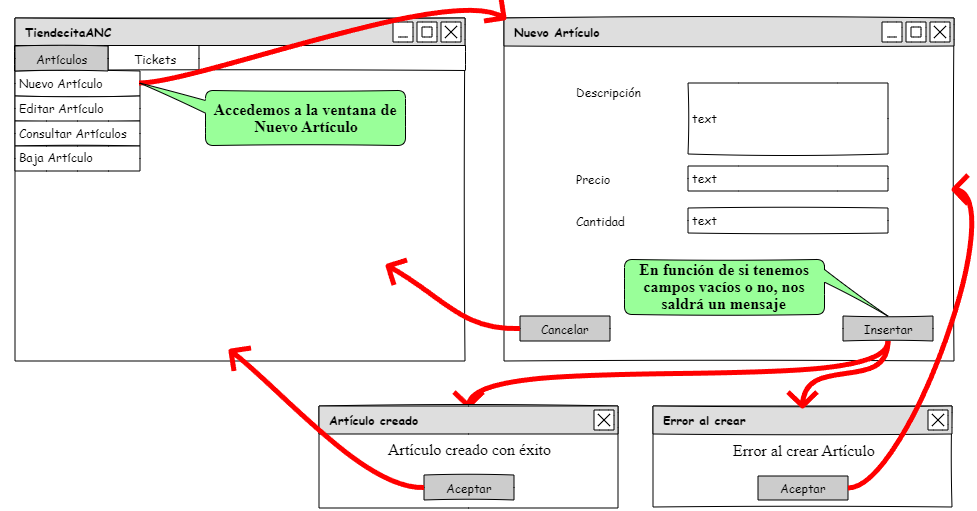 TiendecitaANC
Artículos
Tickets
Nuevo Artículo
Editar Artículo
Consultar Artículos
Baja Artículo
Accedemos a la ventana de
Nuevo Artículo
Nuevo Artículo
Descripción
text
Precio
text
Cantidad
text
En función de si tenemos
campos vacíos o no, nos
saldrá un mensaje
Cancelar
Insertar
Artículo creado
Artículo creado con éxito
Aceptar
Error al crear
Error al crear Artículo
Aceptar